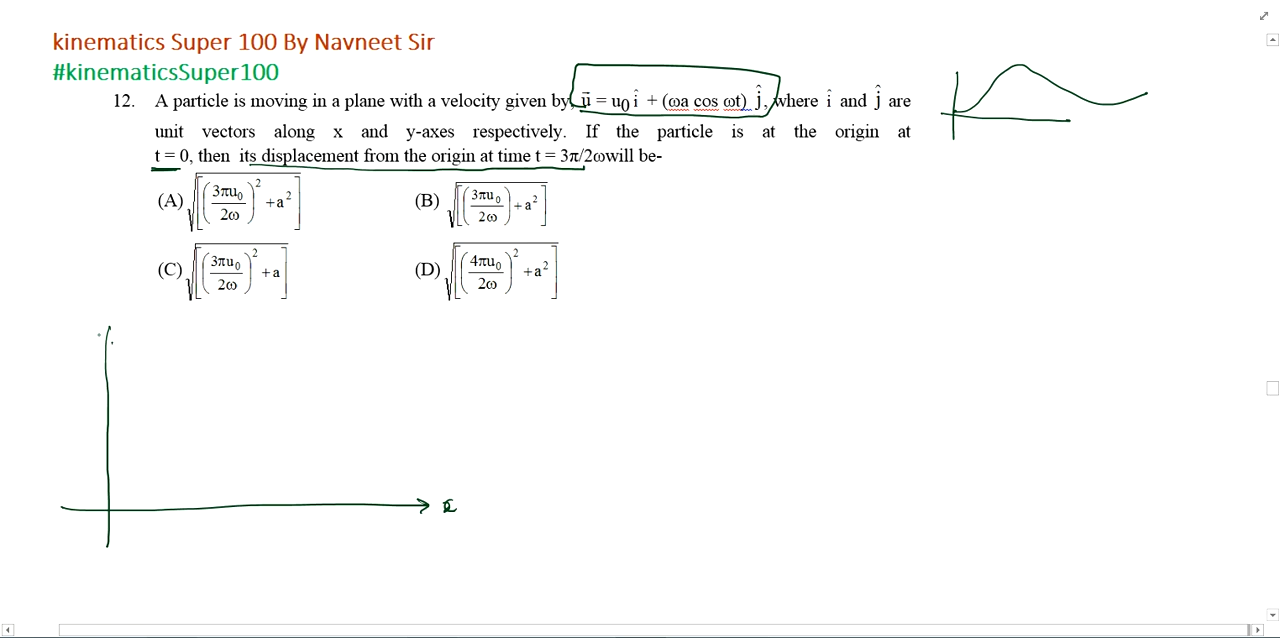 kinematics Super 100 By Navneet Sir
#kinematicsSuper100
12. A particle is moving in a plane with a velocity given by, u⃗ = u₀î + (ωa cos ωt) ĵ, where î and ĵ are
unit vectors along x and y-axes respectively. If the particle is at the origin at
t = 0, then its displacement from the origin at time t = 3π/2ωwill be-
(A) √[(3πu₀/2ω)² + a²] (B) √[(3πu₀/2ω) + a²]
(C) √[(3πu₀/2ω)² + a] (D) √[(4πu₀/2ω)² + a²]